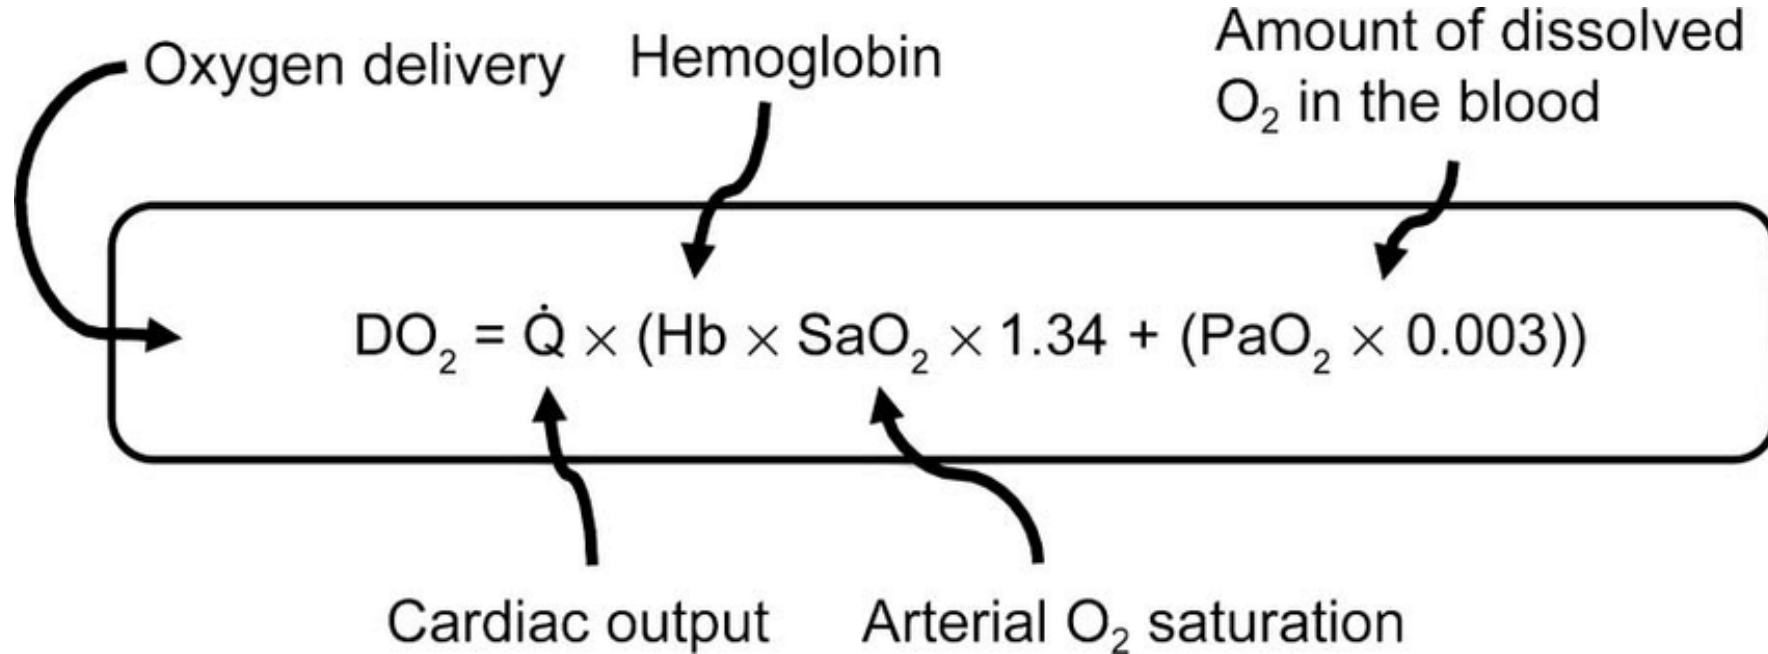 Oxygen delivery
Hemoglobin
Amount of dissolved
O₂ in the blood
DO₂ = Q̇ × (Hb × SaO₂ × 1.34 + (PaO₂ × 0.003))
Cardiac output
Arterial O₂ saturation